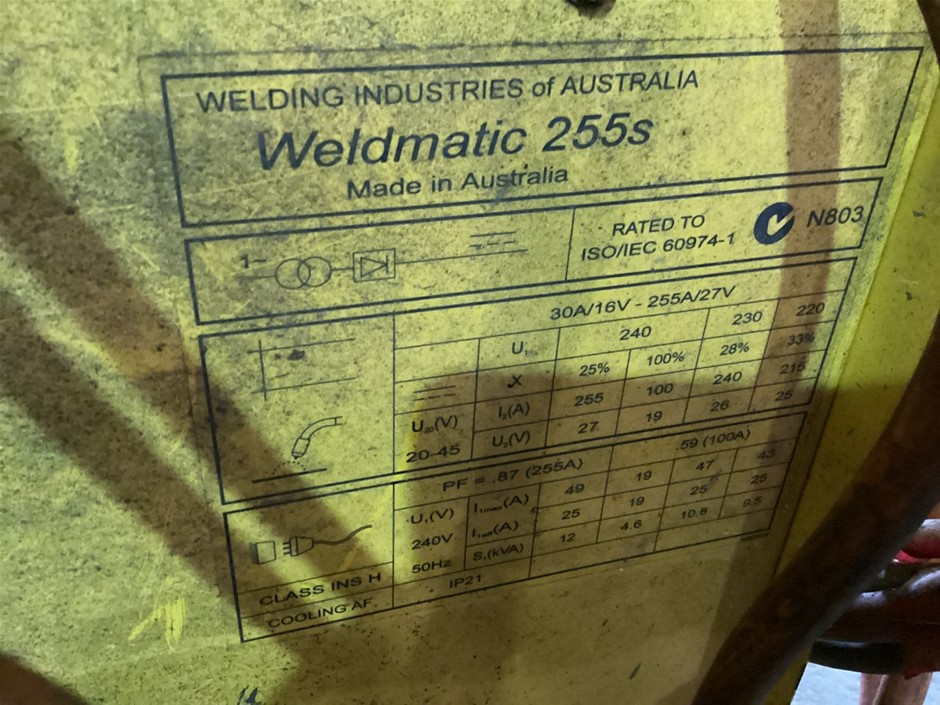 WELDING INDUSTRIES of AUSTRALIA
Weldmatic 255s
Made in Australia
1~
RATED TO
ISO/IEC 60974-1
N803
30A/16V - 255A/27V
U₁ 240 230 220
X 25% 100% 28% 33%
U₂₀(V) I₂(A) 255 100 240 215
20-45 U₂(V) 27 19 26 25
PF = .87 (255A) .59 (100A)
U₁(V) I₁max(A) 49 19 47 43
240V I₁eff(A) 25 19 25 25
50Hz S₁(kVA) 12 4.6 10.8 9.5
CLASS INS H IP21
COOLING AF